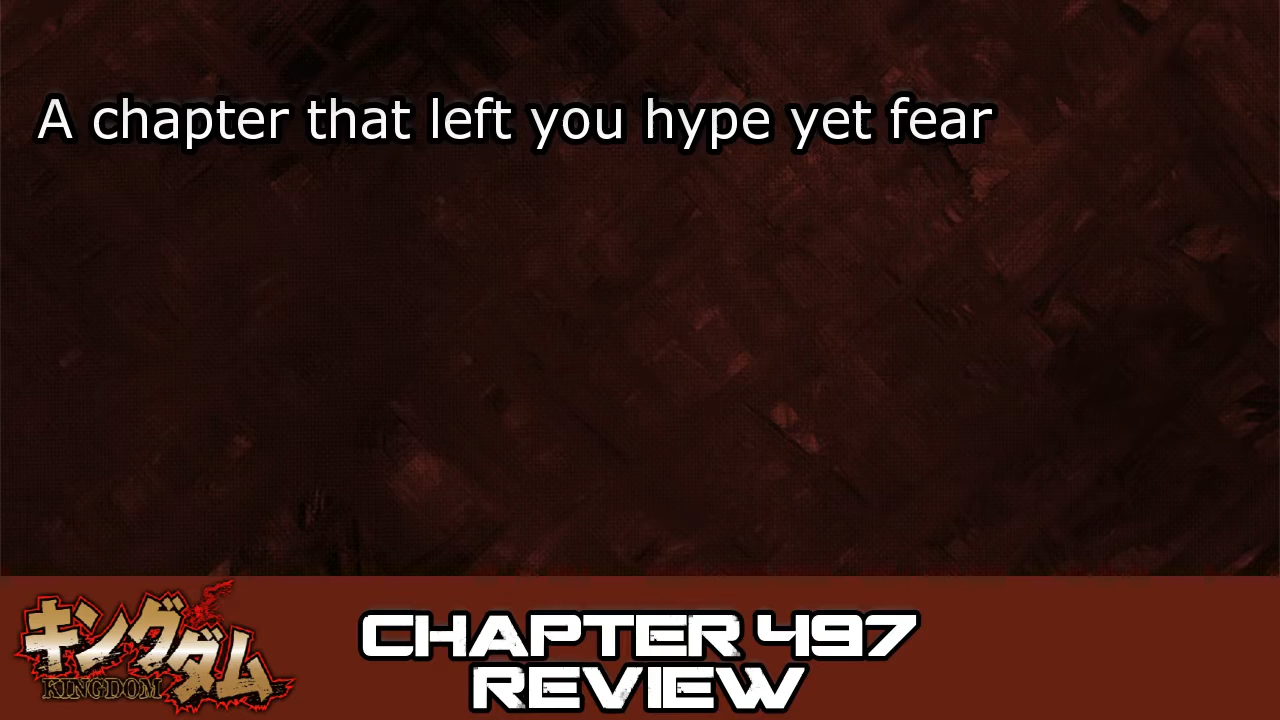 A chapter that left you hype yet fear
キングダム
KINGDOM
CHAPTER 497
REVIEW